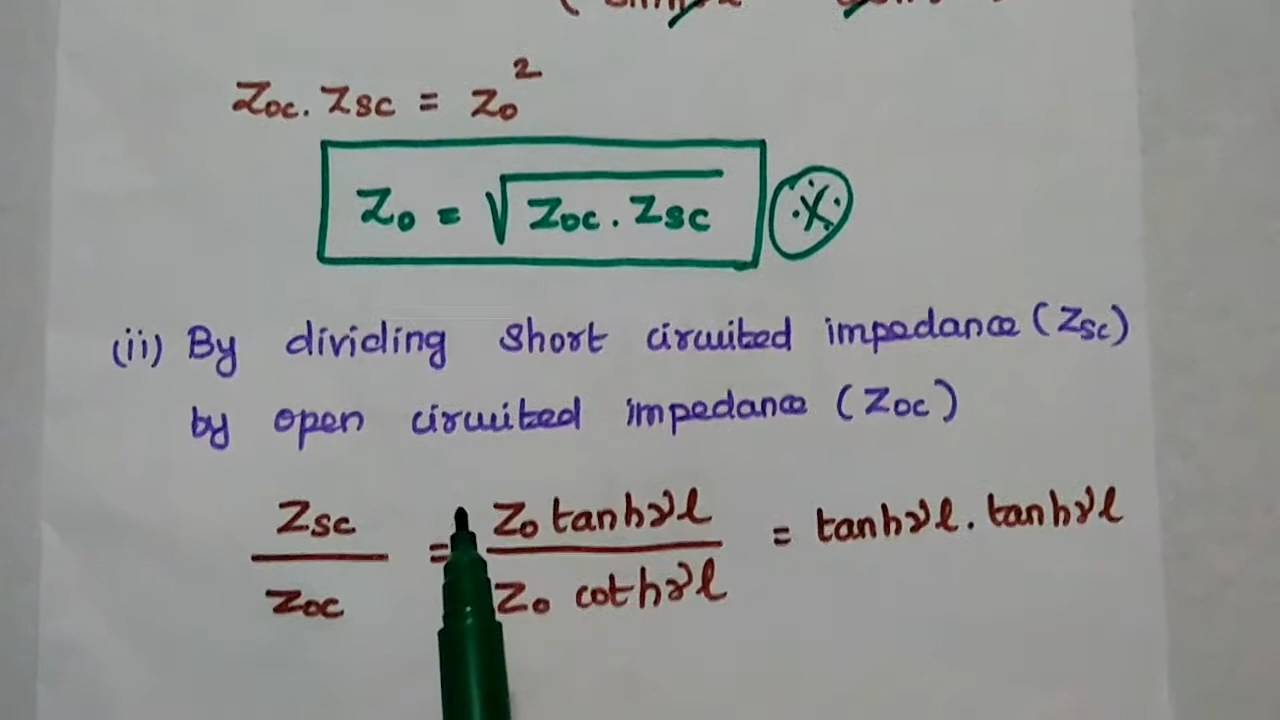 Zoc. Zsc = Zo²
Zo = √Zoc. Zsc
(ii) By dividing short circuited impedance (Zsc)
by open circuited impedance (Zoc)
Zsc / Zoc = Zo tanhγl / Zo cothγl = tanhγl. tanhγl